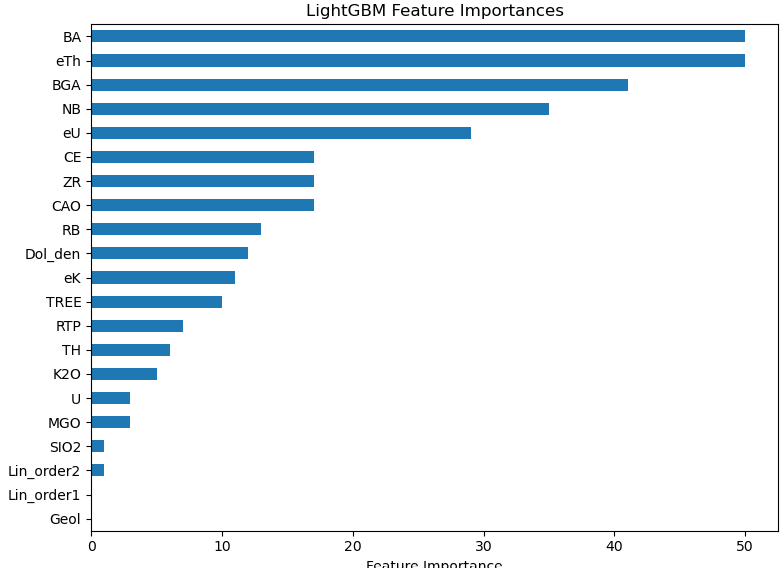 LightGBM Feature Importances
BA
eTh
BGA
NB
eU
CE
ZR
CAO
RB
Dol_den
eK
TREE
RTP
TH
K2O
U
MGO
SIO2
Lin_order2
Lin_order1
Geol
0 10 20 30 40 50
Feature Importance